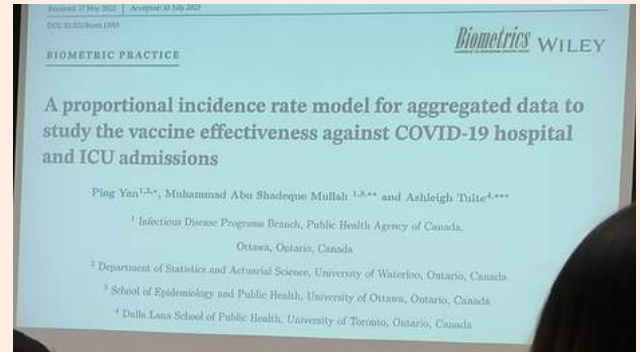 Received: 17 May 2022 | Accepted: 10 July 2023
DOI:
Biometrics WILEY
BIOMETRIC PRACTICE
A proportional incidence rate model for aggregated data to
study the vaccine effectiveness against COVID-19 hospital
and ICU admissions
Ping Yan1,2,*, Muhammad Abu Shadeque Mullah 1,3,** and Ashleigh Tuite4,***
1 Infectious Disease Programs Branch, Public Health Agency of Canada,
Ottawa, Ontario, Canada
2 Department of Statistics and Actuarial Science, University of Waterloo, Ontario, Canada
3 School of Epidemiology and Public Health, University of Ottawa, Ontario, Canada
4 Dalla Lana School of Public Health, University of Toronto, Ontario, Canada